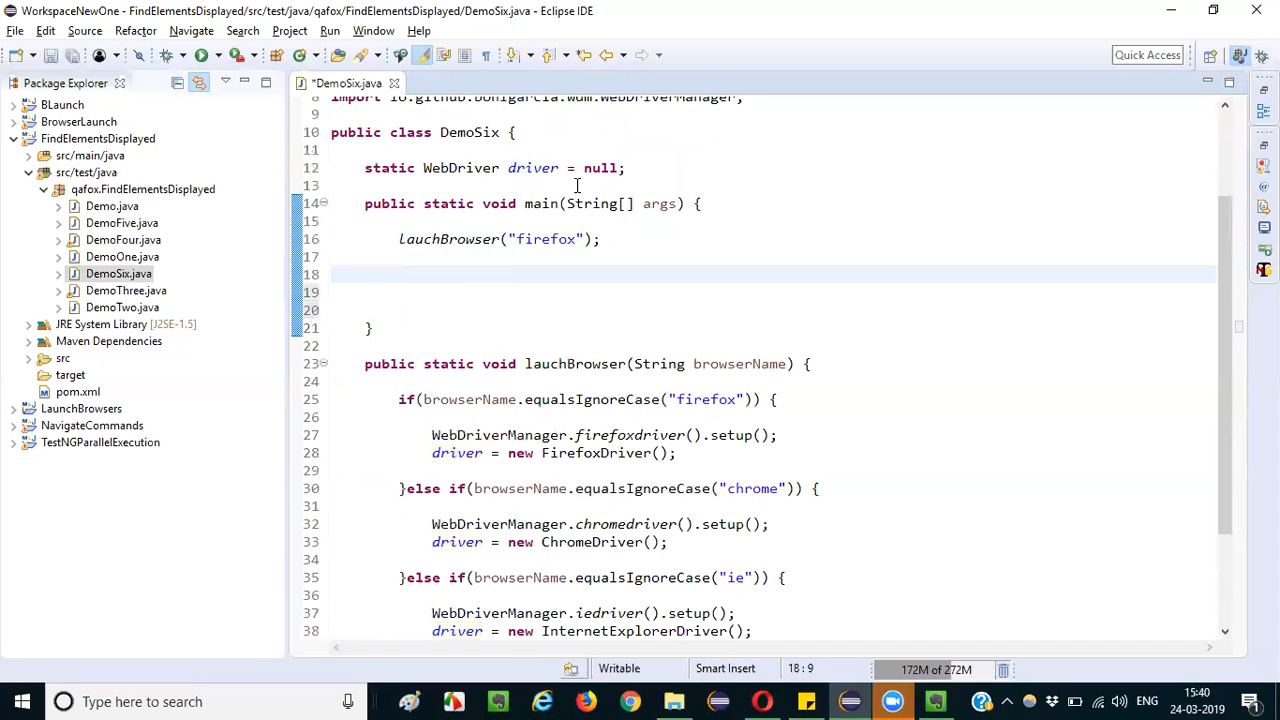 WorkspaceNewOne - FindElementsDisplayed/src/test/java/qafox/FindElementsDisplayed/DemoSix.java - Eclipse IDE
File Edit Source Refactor Navigate Search Project Run Window Help
Quick Access
Package Explorer
*DemoSix.java
BLaunch
BrowserLaunch
FindElementsDisplayed
src/main/java
src/test/java
qafox.FindElementsDisplayed
Demo.java
DemoFive.java
DemoFour.java
DemoOne.java
DemoSix.java
DemoThree.java
DemoTwo.java
JRE System Library [J2SE-1.5]
Maven Dependencies
src
target
pom.xml
LaunchBrowsers
NavigateCommands
TestNGParallelExecution
8 import io.github.bonigarcia.wdm.WebDriverManager;
9
10 public class DemoSix {
11
12 static WebDriver driver = null;
13
14 public static void main(String[] args) {
15
16 lauchBrowser("firefox");
17
18
19
20
21 }
22
23 public static void lauchBrowser(String browserName) {
24
25 if(browserName.equalsIgnoreCase("firefox")) {
26
27 WebDriverManager.firefoxdriver().setup();
28 driver = new FirefoxDriver();
29
30 }else if(browserName.equalsIgnoreCase("chrome")) {
31
32 WebDriverManager.chromedriver().setup();
33 driver = new ChromeDriver();
34
35 }else if(browserName.equalsIgnoreCase("ie")) {
36
37 WebDriverManager.iedriver().setup();
38 driver = new InternetExplorerDriver();
Writable Smart Insert 18 : 9 172M of 272M
Type here to search
ENG
15:40
24-03-2019